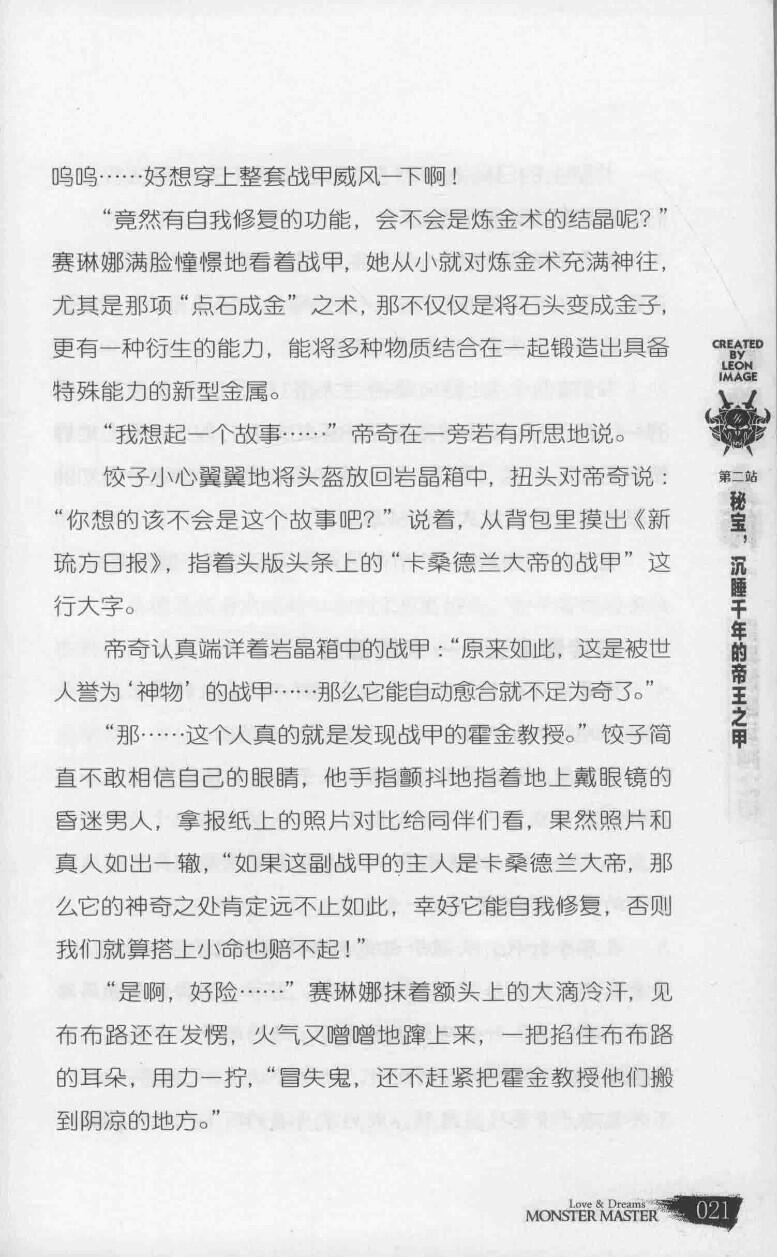 呜呜……好想穿上整套战甲威风一下啊！
“竟然有自我修复的功能，会不会是炼金术的结晶呢？”
赛琳娜满脸憧憬地看着战甲，她从小就对炼金术充满神往，
尤其是那项“点石成金”之术，那不仅仅是将石头变成金子，
更有一种衍生的能力，能将多种物质结合在一起锻造出具备
特殊能力的新型金属。
“我想起一个故事……”帝奇在一旁若有所思地说。
饺子小心翼翼地将头盔放回岩晶箱中，扭头对帝奇说：
“你想的该不会是这个故事吧？”说着，从背包里摸出《新
琉方日报》，指着头版头条上的“卡桑德兰大帝的战甲”这
行大字。
帝奇认真端详着岩晶箱中的战甲：“原来如此，这是被世
人誉为‘神物’的战甲……那么它能自动愈合就不足为奇了。”
“那……这个人真的就是发现战甲的霍金教授。”饺子简
直不敢相信自己的眼睛，他手指颤抖地指着地上戴眼镜的
昏迷男人，拿报纸上的照片对比给同伴们看，果然照片和
真人如出一辙，“如果这副战甲的主人是卡桑德兰大帝，那
么它的神奇之处肯定远不止如此，幸好它能自我修复，否则
我们就算搭上小命也赔不起！”
“是啊，好险……”赛琳娜抹着额头上的大滴冷汗，见
布布路还在发愣，火气又噌噌地蹿上来，一把掐住布布路
的耳朵，用力一拧，“冒失鬼，还不赶紧把霍金教授他们搬
到阴凉的地方。”
CREATED
BY
LEON
IMAGE
第二站
秘宝，沉睡千年的帝王之甲
Love & Dreams
MONSTER MASTER
021